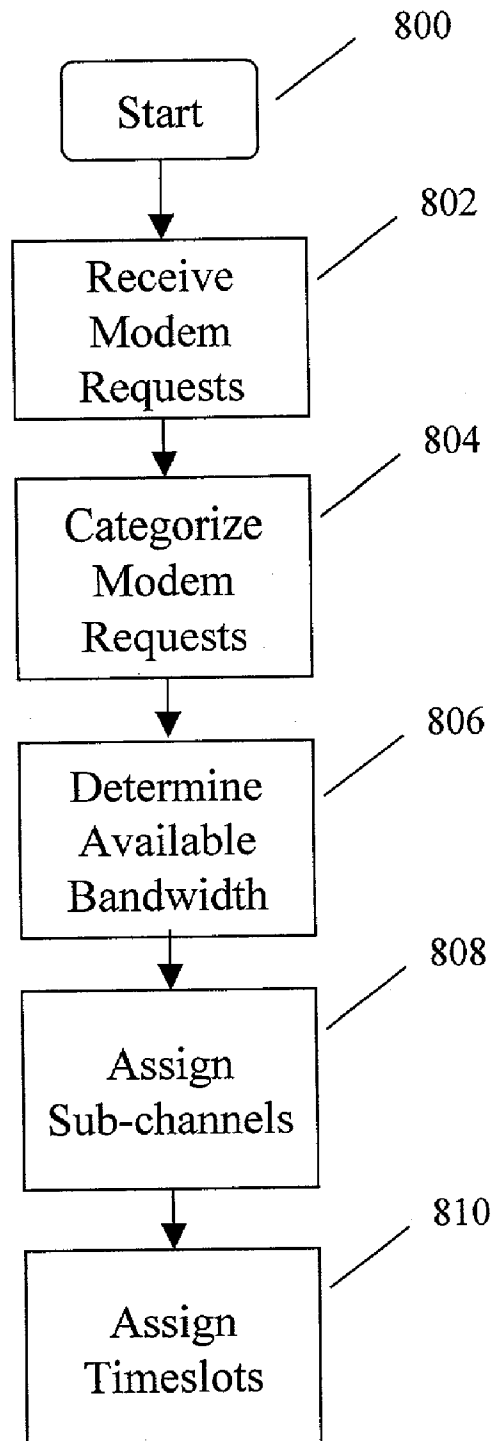 800
Start
802
Receive
Modem
Requests
804
Categorize
Modem
Requests
806
Determine
Available
Bandwidth
808
Assign
Sub-channels
810
Assign
Timeslots